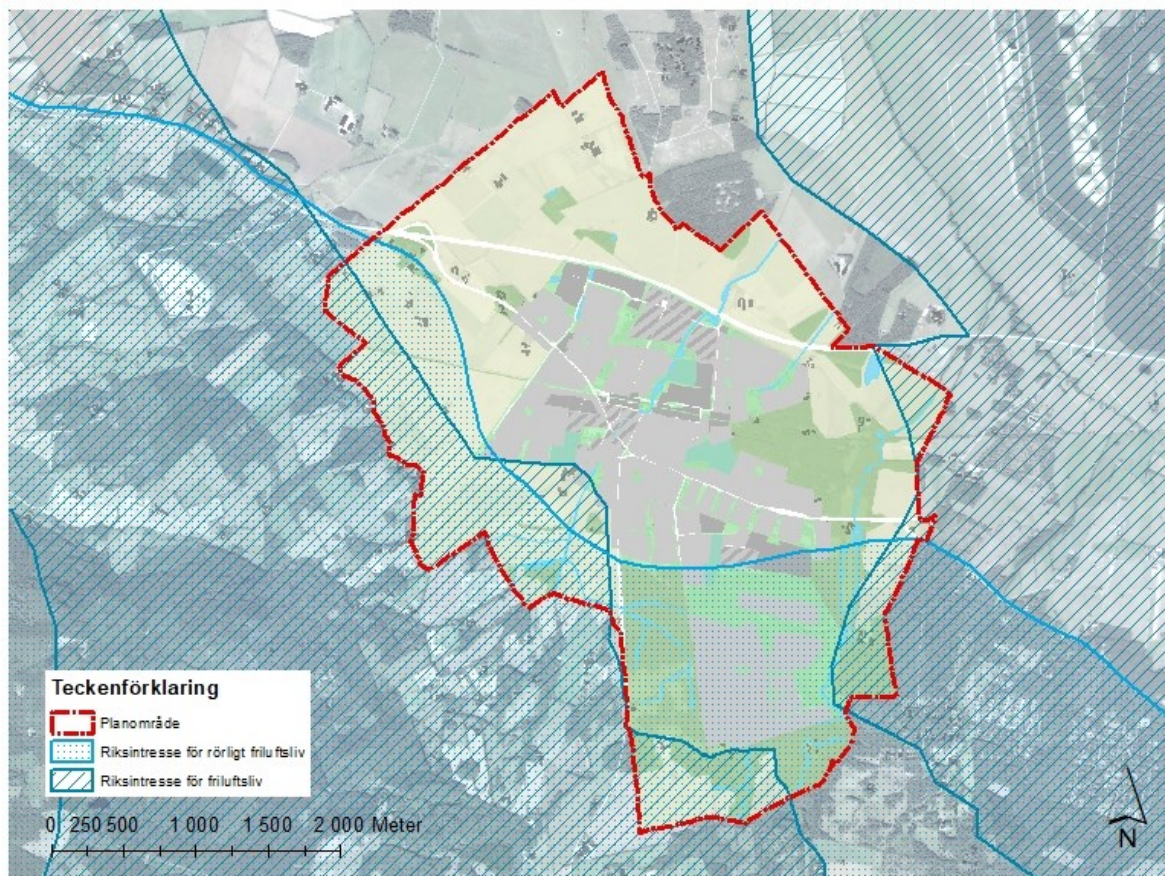 Teckenförklaring
Planområde
Riksintresse för rörligt friluftsliv
Riksintresse för friluftsliv
0 250 500 1 000 1 500 2 000 Meter
N